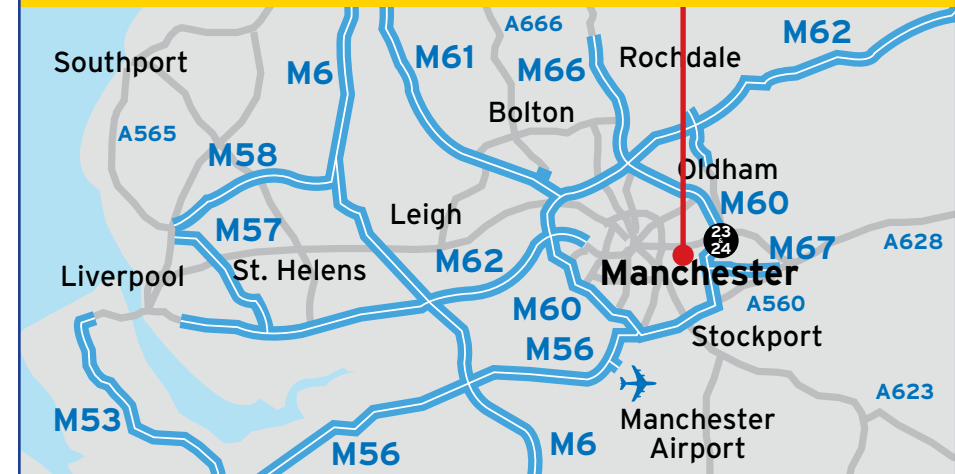 A666
M62
Southport
M6
M61
M66
Rochdale
Bolton
A565
M58
Oldham
M60
Leigh
M57
23
&
24
M67
A628
Liverpool
St. Helens
M62
Manchester
M60
A560
Stockport
M56
A623
M53
Manchester
Airport
M56
M6